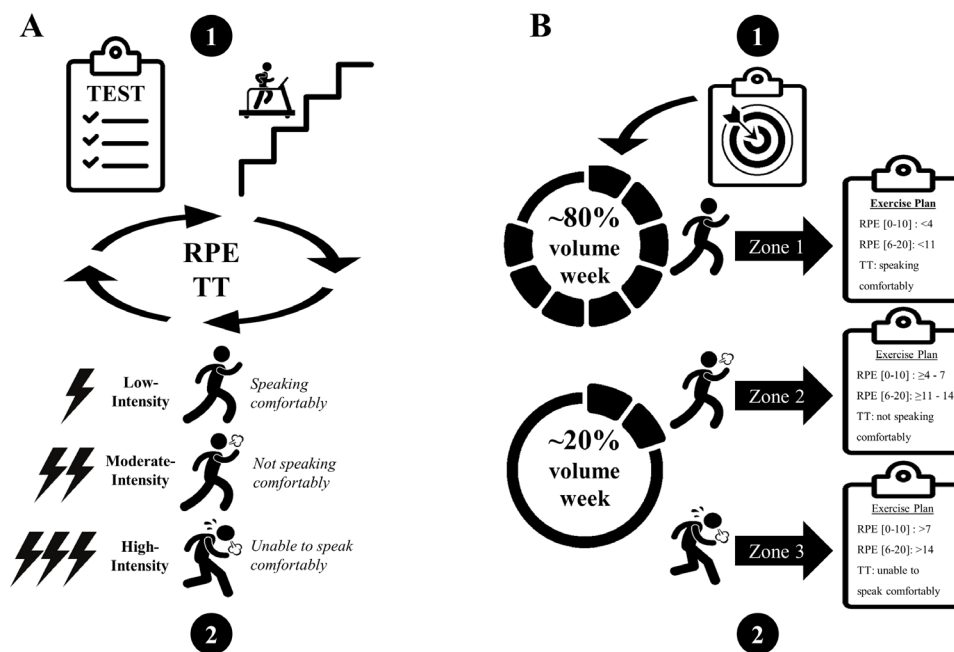 A
1
TEST
RPE
TT
Low-
Intensity
Speaking
comfortably
Moderate-
Intensity
Not speaking
comfortably
High-
Intensity
Unable to speak
comfortably
2
B
1
~80%
volume
week
Zone 1
Exercise Plan
RPE [0-10] : <4
RPE [6-20]: <11
TT: speaking
comfortably
~20%
volume
week
Zone 2
Exercise Plan
RPE [0-10] : ≥4 - 7
RPE [6-20]: ≥11 - 14
TT: not speaking
comfortably
Zone 3
Exercise Plan
RPE [0-10] : >7
RPE [6-20]: >14
TT: unable to
speak comfortably
2